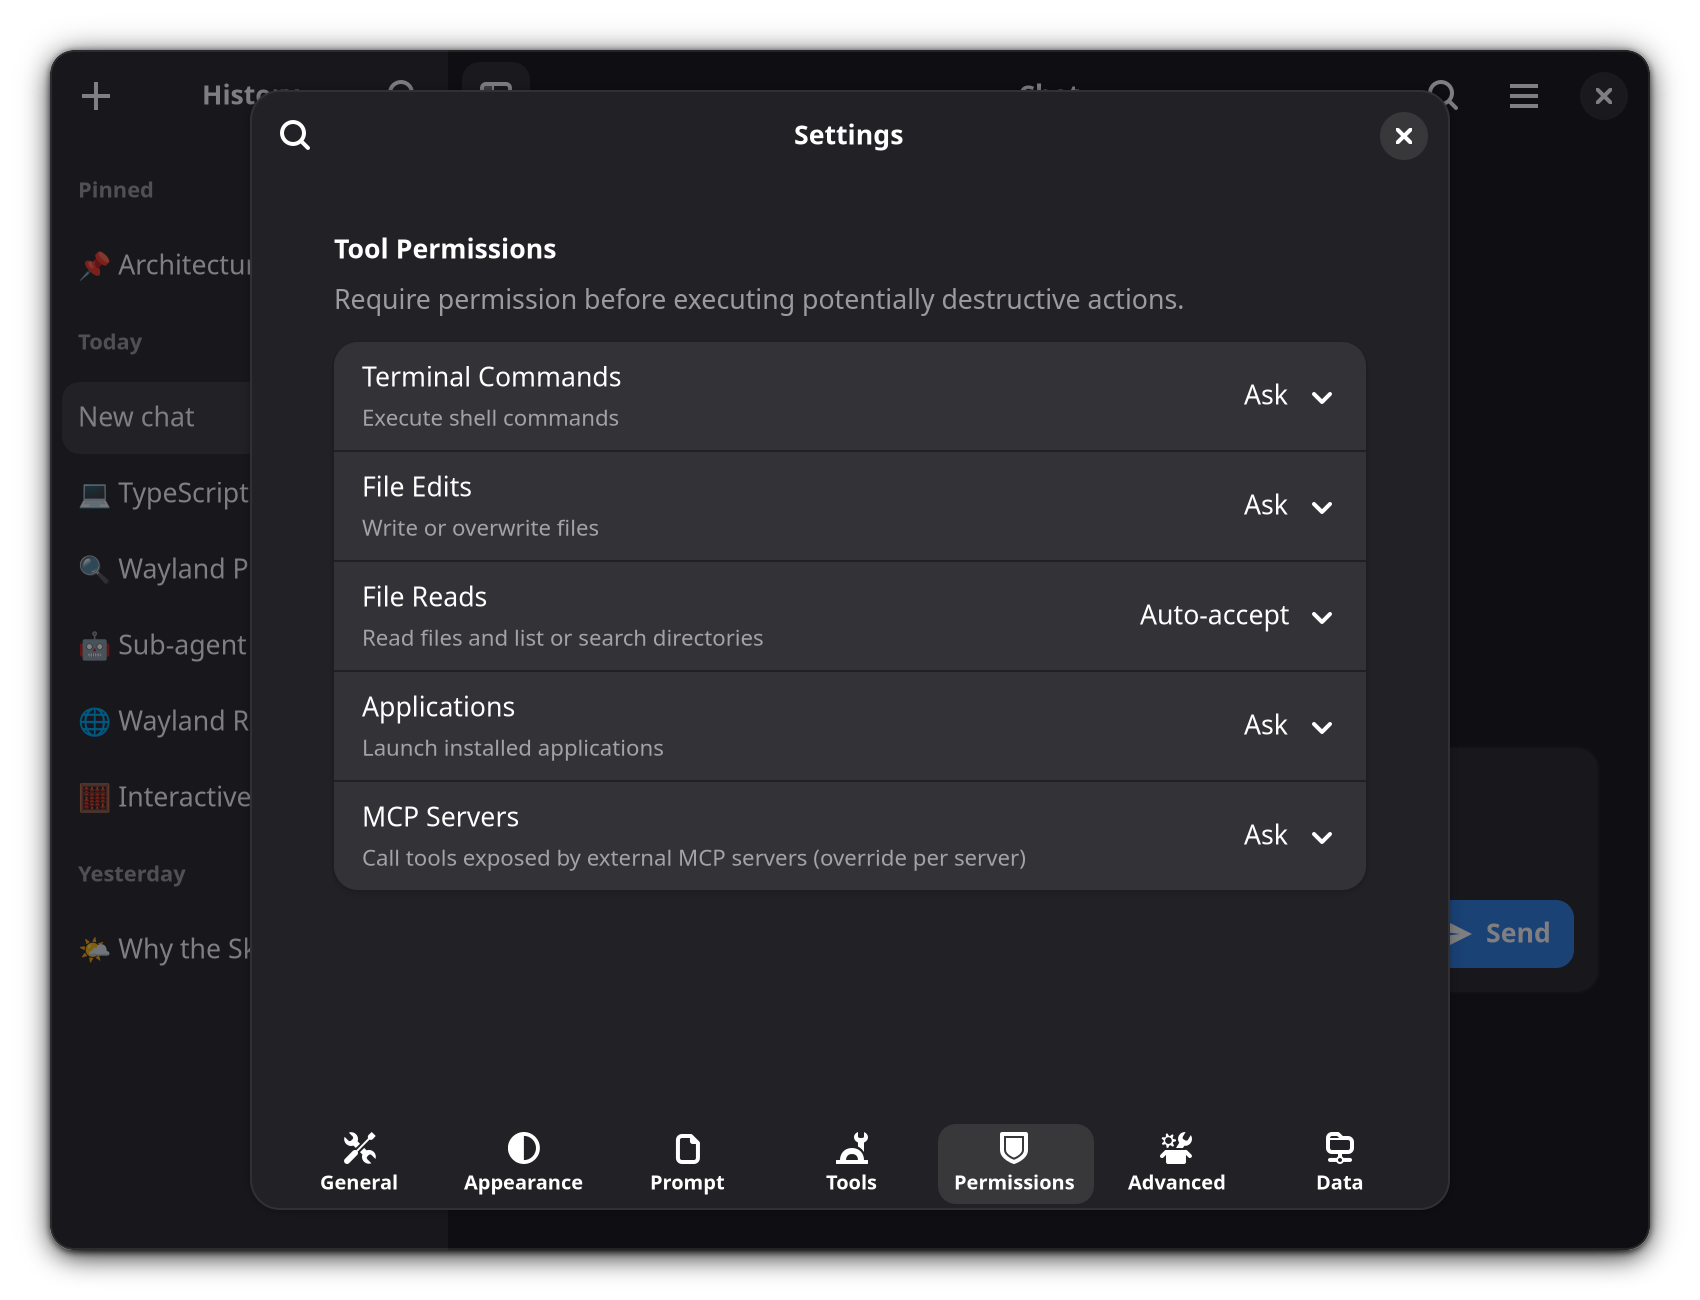 Settings
Tool Permissions
Require permission before executing potentially destructive actions.
Terminal Commands
Execute shell commands
Ask
File Edits
Write or overwrite files
Ask
File Reads
Read files and list or search directories
Auto-accept
Applications
Launch installed applications
Ask
MCP Servers
Call tools exposed by external MCP servers (override per server)
Ask
General
Appearance
Prompt
Tools
Permissions
Advanced
Data
History
Chat
Pinned
Today
New chat
TypeScript
Wayland P
Sub-agent
Wayland R
Interactive
Yesterday
Why the Sk
Send